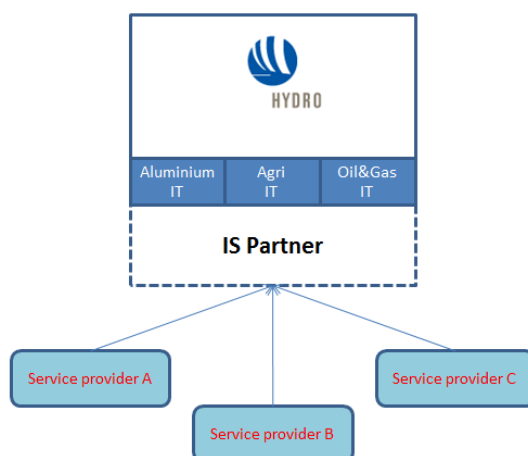 HYDRO
Aluminium
IT
Agri
IT
Oil&Gas
IT
IS Partner
Service provider A
Service provider B
Service provider C